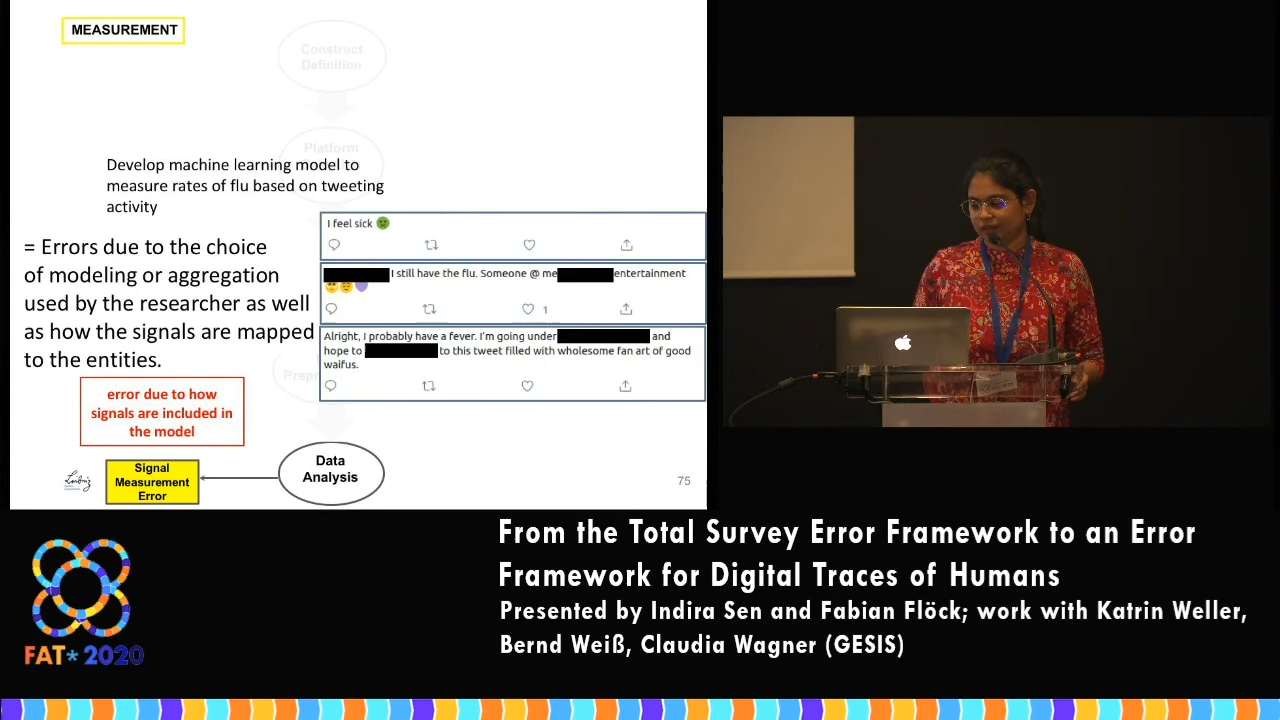 MEASUREMENT
Construct
Definition
Platform
Develop machine learning model to
measure rates of flu based on tweeting
activity
I feel sick
= Errors due to the choice
of modeling or aggregation
used by the researcher as well
as how the signals are mapped
to the entities.
I still have the flu. Someone @ me entertainment
1
Alright, I probably have a fever. I'm going under and
hope to to this tweet filled with wholesome fan art of good
waifus.
error due to how
signals are included in
the model
Data
Analysis
Signal
Measurement
Error
Leibniz
75
From the Total Survey Error Framework to an Error
Framework for Digital Traces of Humans
Presented by Indira Sen and Fabian Flöck; work with Katrin Weller,
Bernd Weiß, Claudia Wagner (GESIS)
FAT* 2020